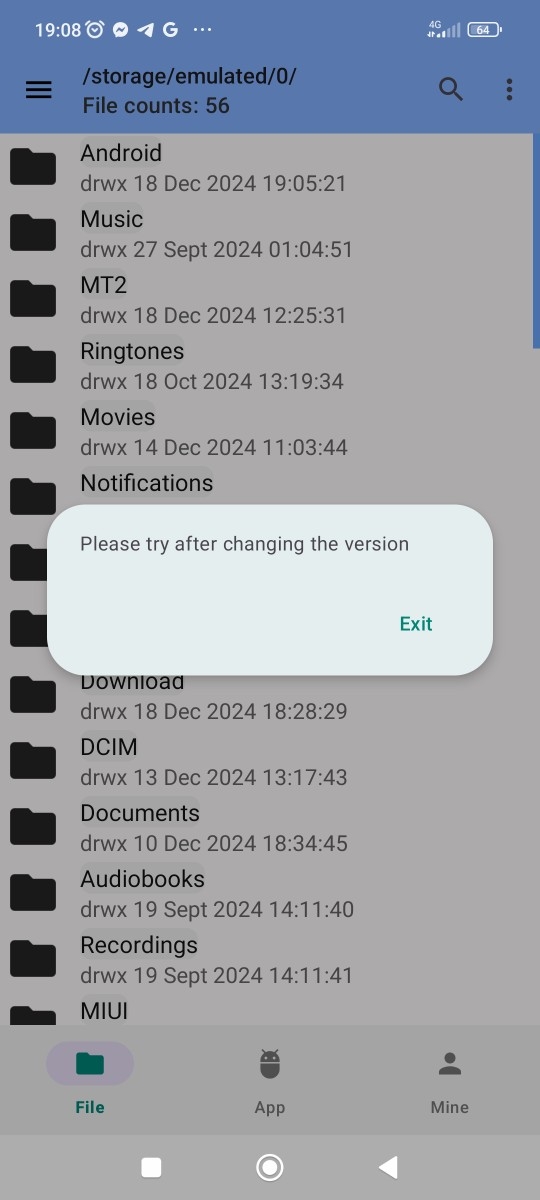 19:08
4G
64
/storage/emulated/0/
File counts: 56
Android
drwx 18 Dec 2024 19:05:21
Music
drwx 27 Sept 2024 01:04:51
MT2
drwx 18 Dec 2024 12:25:31
Ringtones
drwx 18 Oct 2024 13:19:34
Movies
drwx 14 Dec 2024 11:03:44
Notifications
Please try after changing the version
Exit
Download
drwx 18 Dec 2024 18:28:29
DCIM
drwx 13 Dec 2024 13:17:43
Documents
drwx 10 Dec 2024 18:34:45
Audiobooks
drwx 19 Sept 2024 14:11:40
Recordings
drwx 19 Sept 2024 14:11:41
MIUI
File
App
Mine